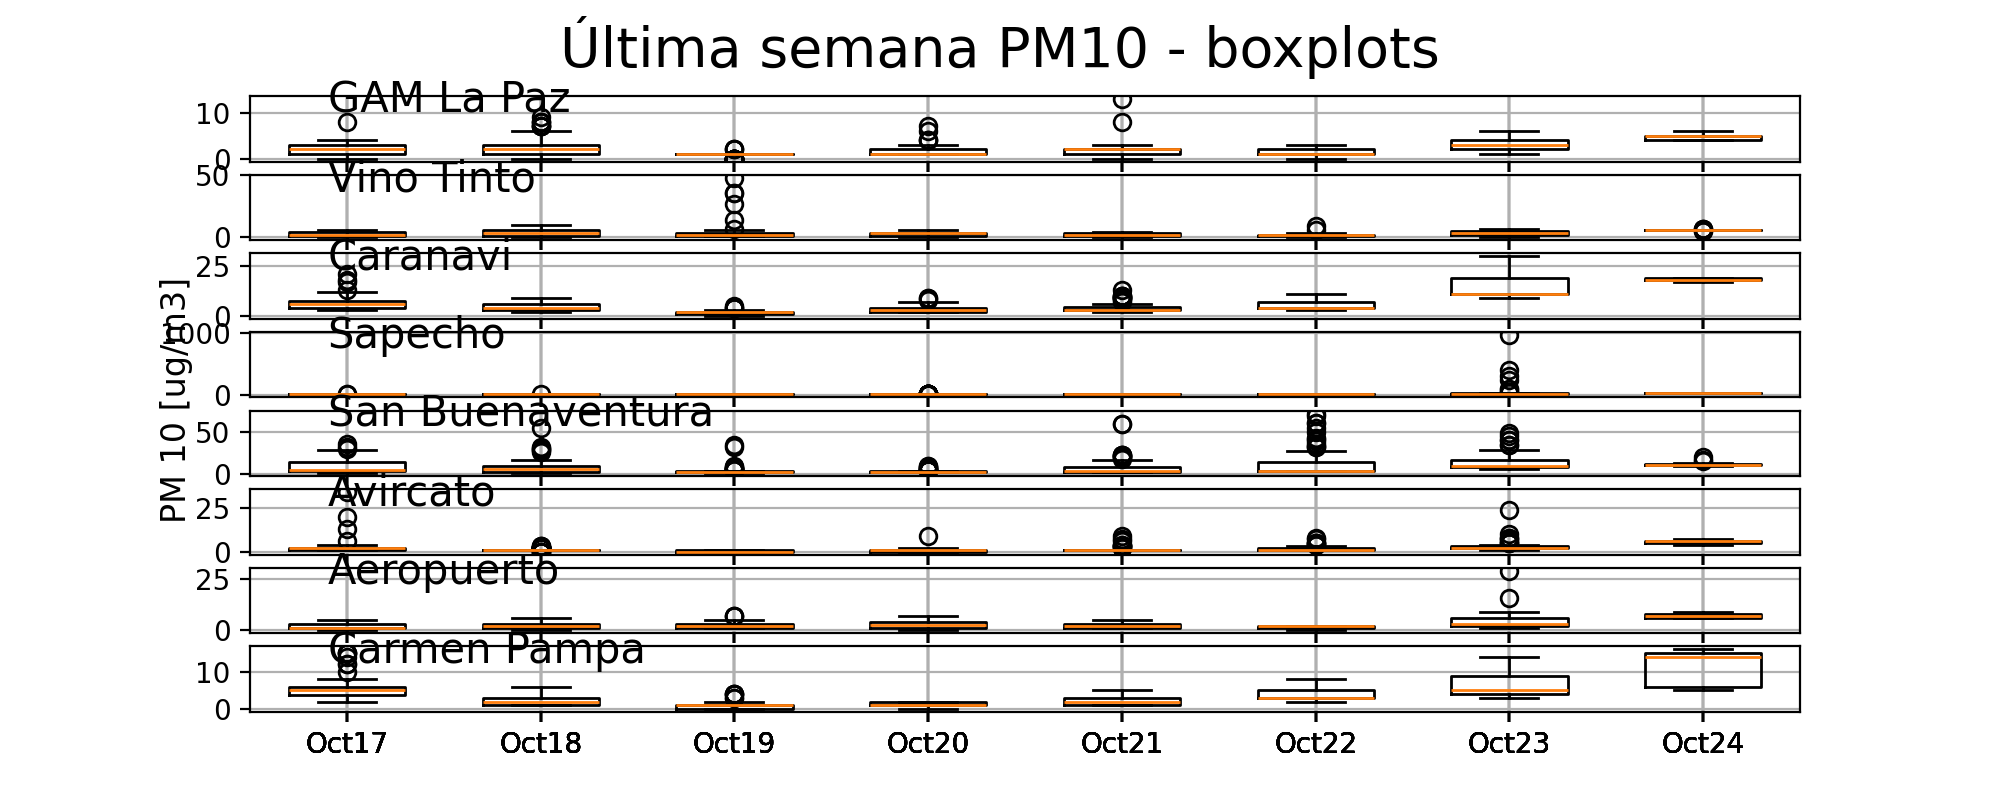 Última semana PM10 - boxplots
GAM La Paz
10
0
Vino Tinto
50
0
Caranavi
25
0
PM 10 [ug/m3]
Sapecho
1000
0
San Buenaventura
50
0
Avircato
25
0
Aeropuerto
25
0
Carmen Pampa
10
0
Oct17 Oct18 Oct19 Oct20 Oct21 Oct22 Oct23 Oct24